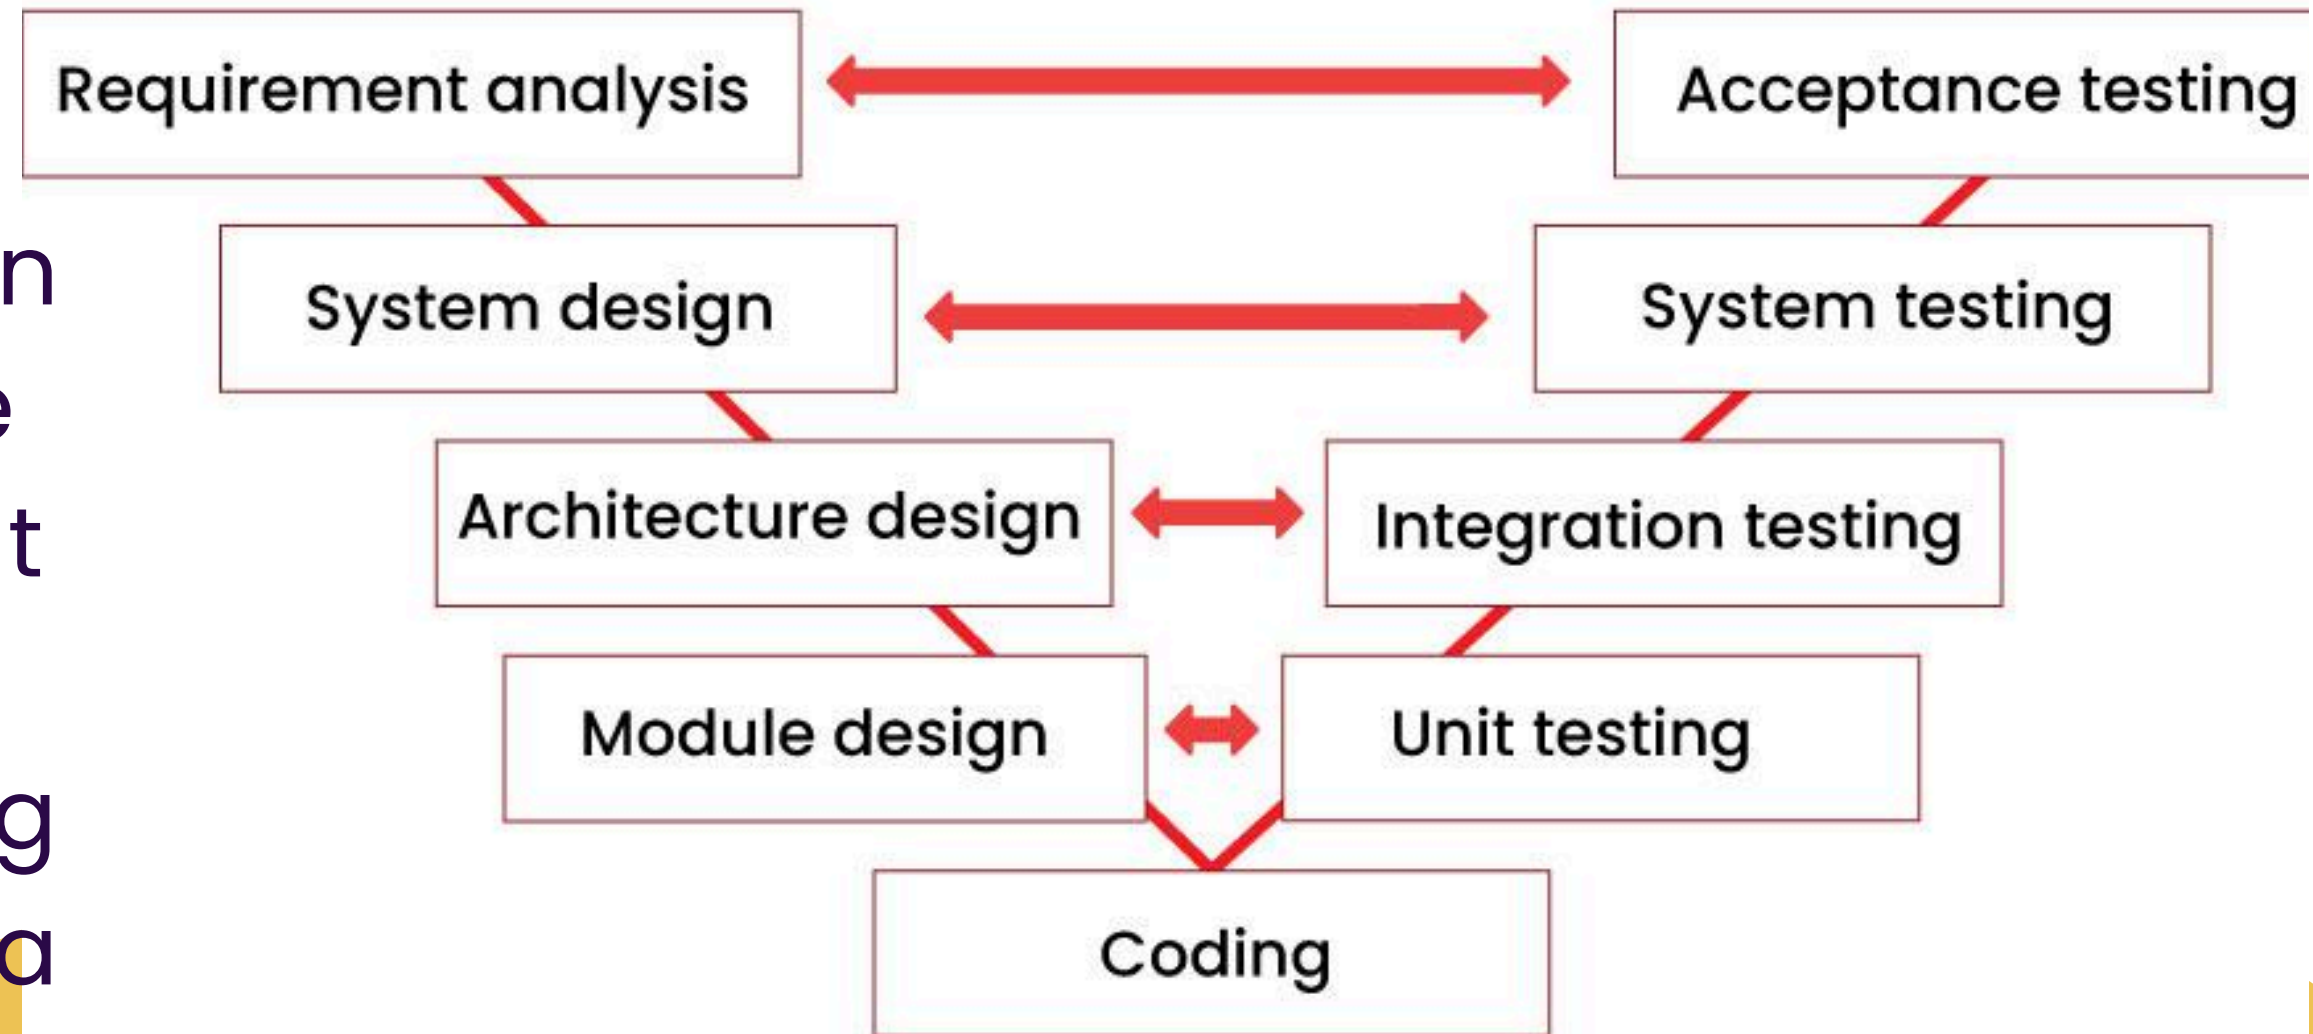 Requirement analysis
Acceptance testing
n
System design
System testing
e
t
Architecture design
Integration testing
Module design
Unit testing
g
a
Coding